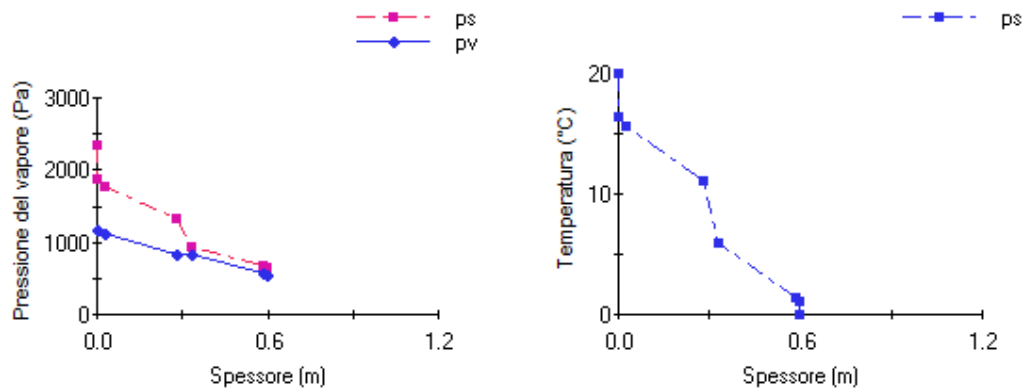 ps
pv
Pressione del vapore (Pa)
3000
2000
1000
0
0.0 0.6 1.2
Spessore (m)
ps
Temperatura (°C)
20
10
0
0.0 0.6 1.2
Spessore (m)